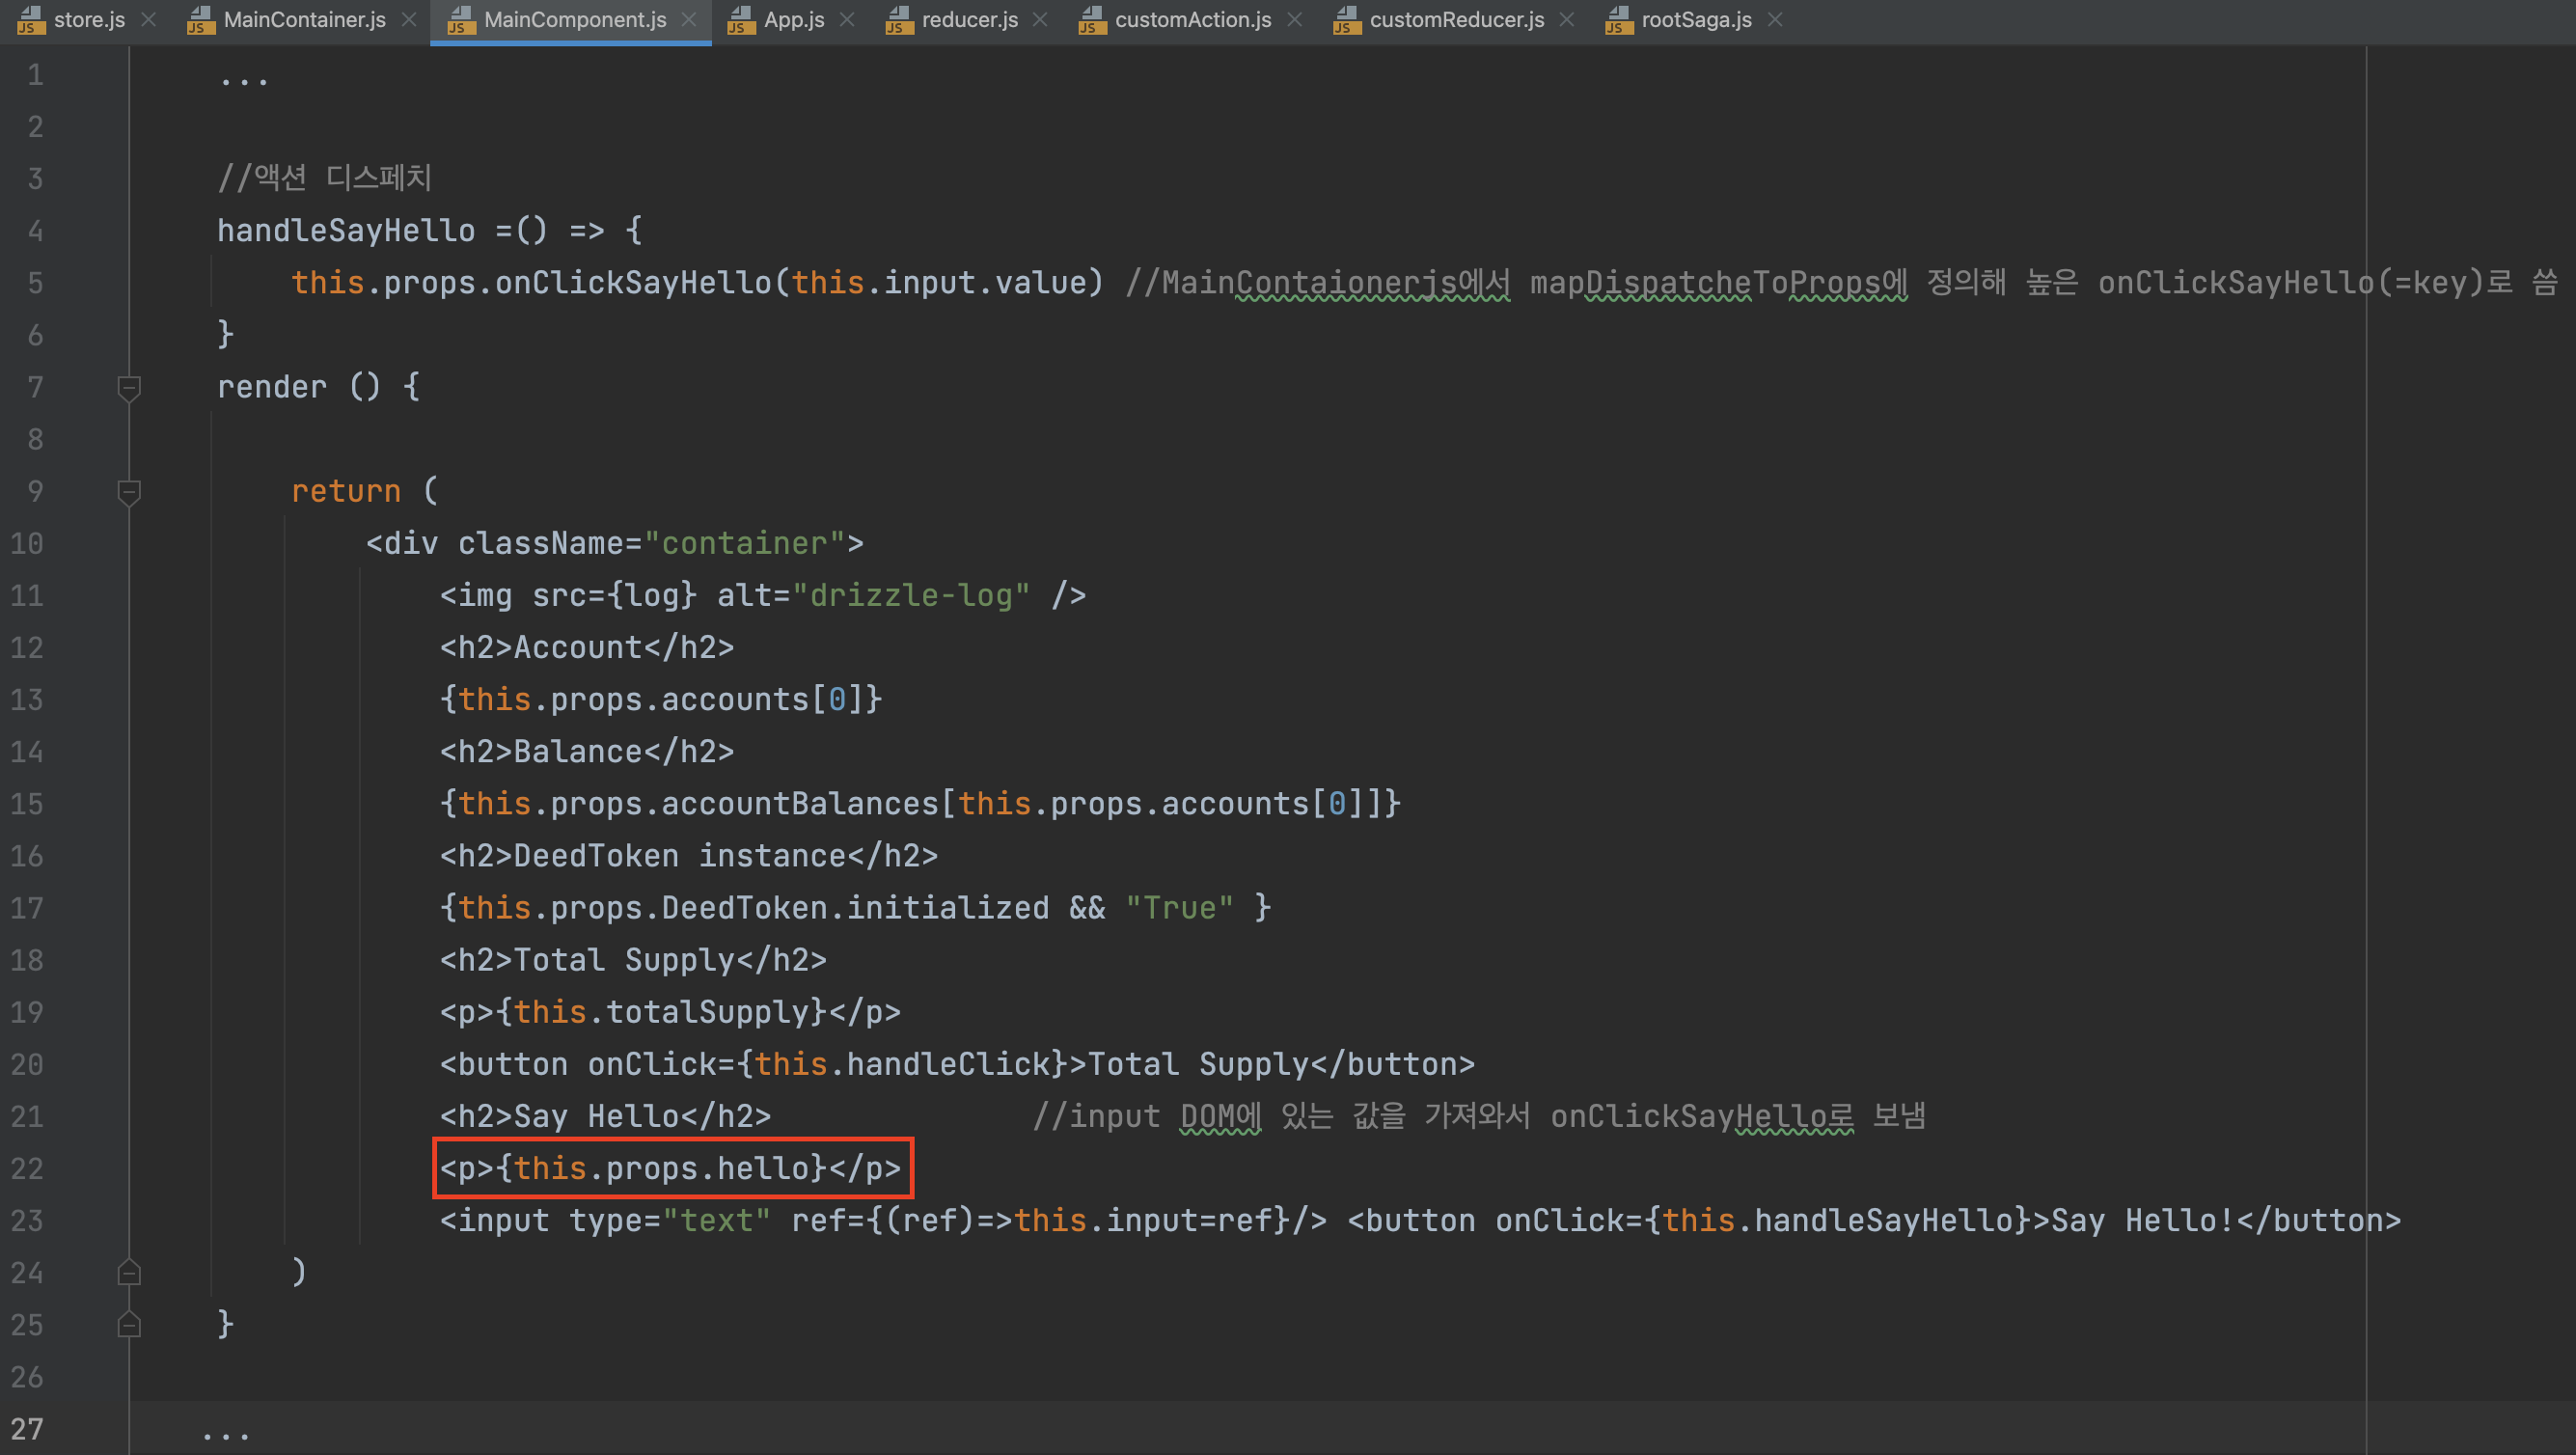 store.js MainContainer.js MainComponent.js App.js reducer.js customAction.js customReducer.js rootSaga.js
1 ...
2
3 //액션 디스페치
4 handleSayHello =() => {
5 this.props.onClickSayHello(this.input.value) //MainContaionerjs에서 mapDispatcheToProps에 정의해 높은 onClickSayHello(=key)로 씀
6 }
7 render () {
8
9 return (
10 <div className="container">
11 <img src={log} alt="drizzle-log" />
12 <h2>Account</h2>
13 {this.props.accounts[0]}
14 <h2>Balance</h2>
15 {this.props.accountBalances[this.props.accounts[0]]}
16 <h2>DeedToken instance</h2>
17 {this.props.DeedToken.initialized && "True" }
18 <h2>Total Supply</h2>
19 <p>{this.totalSupply}</p>
20 <button onClick={this.handleClick}>Total Supply</button>
21 <h2>Say Hello</h2> //input DOM에 있는 값을 가져와서 onClickSayHello로 보냄
22 <p>{this.props.hello}</p>
23 <input type="text" ref={(ref)=>this.input=ref}/> <button onClick={this.handleSayHello}>Say Hello!</button>
24 )
25 }
26
27 ...